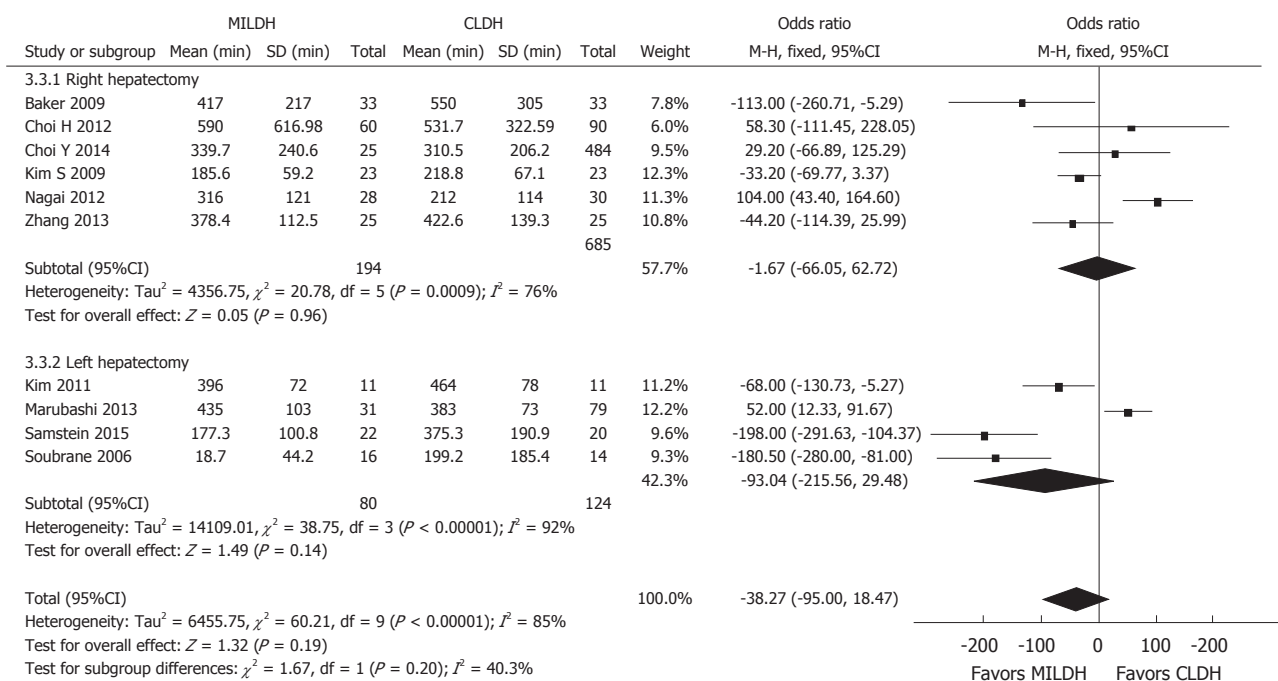 MILDH CLDH Odds ratio Odds ratio
Study or subgroup Mean (min) SD (min) Total Mean (min) SD (min) Total Weight M-H, fixed, 95%CI M-H, fixed, 95%CI
3.3.1 Right hepatectomy
Baker 2009 417 217 33 550 305 33 7.8% -113.00 (-260.71, -5.29)
Choi H 2012 590 616.98 60 531.7 322.59 90 6.0% 58.30 (-111.45, 228.05)
Choi Y 2014 339.7 240.6 25 310.5 206.2 484 9.5% 29.20 (-66.89, 125.29)
Kim S 2009 185.6 59.2 23 218.8 67.1 23 12.3% -33.20 (-69.77, 3.37)
Nagai 2012 316 121 28 212 114 30 11.3% 104.00 (43.40, 164.60)
Zhang 2013 378.4 112.5 25 422.6 139.3 25 10.8% -44.20 (-114.39, 25.99)
685
Subtotal (95%CI) 194 57.7% -1.67 (-66.05, 62.72)
Heterogeneity: Tau² = 4356.75, χ² = 20.78, df = 5 (P = 0.0009); I² = 76%
Test for overall effect: Z = 0.05 (P = 0.96)
3.3.2 Left hepatectomy
Kim 2011 396 72 11 464 78 11 11.2% -68.00 (-130.73, -5.27)
Marubashi 2013 435 103 31 383 73 79 12.2% 52.00 (12.33, 91.67)
Samstein 2015 177.3 100.8 22 375.3 190.9 20 9.6% -198.00 (-291.63, -104.37)
Soubrane 2006 18.7 44.2 16 199.2 185.4 14 9.3% -180.50 (-280.00, -81.00)
42.3% -93.04 (-215.56, 29.48)
Subtotal (95%CI) 80 124
Heterogeneity: Tau² = 14109.01, χ² = 38.75, df = 3 (P < 0.00001); I² = 92%
Test for overall effect: Z = 1.49 (P = 0.14)
Total (95%CI) 100.0% -38.27 (-95.00, 18.47)
Heterogeneity: Tau² = 6455.75, χ² = 60.21, df = 9 (P < 0.00001); I² = 85%
Test for overall effect: Z = 1.32 (P = 0.19)
Test for subgroup differences: χ² = 1.67, df = 1 (P = 0.20); I² = 40.3%
-200 -100 0 100 -200
Favors MILDH Favors CLDH